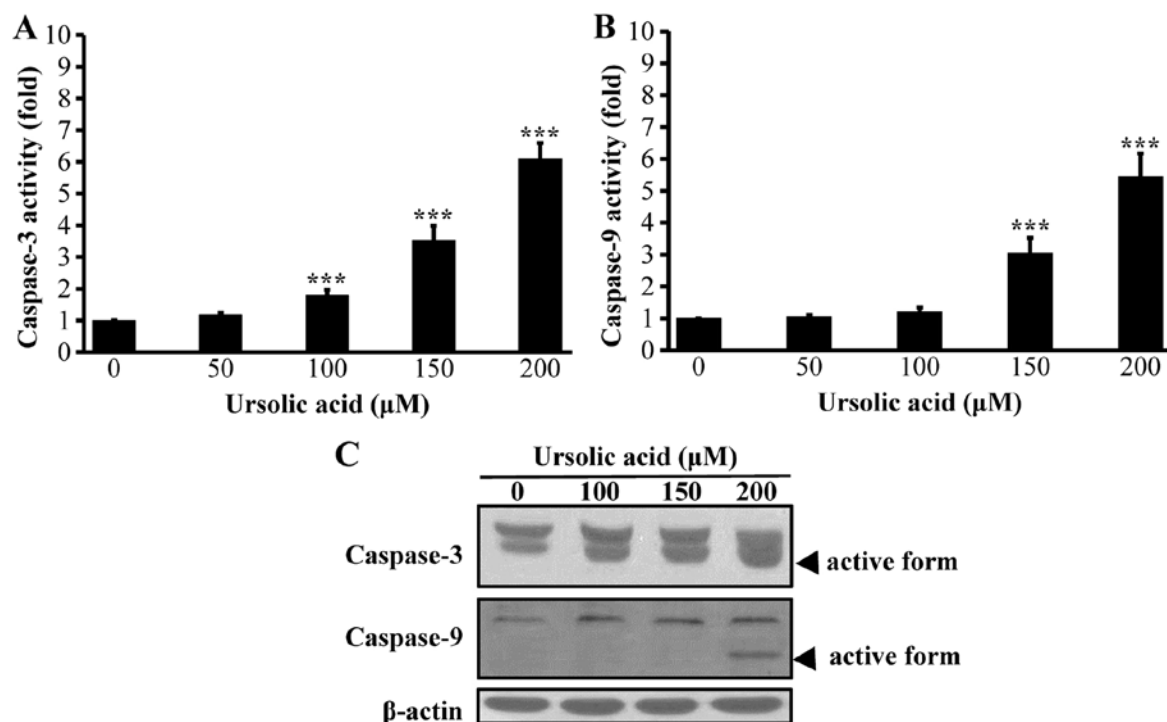 A
10
9
8
7
6
5
4
3
2
1
0
Caspase-3 activity (fold)
***
***
***
0 50 100 150 200
Ursolic acid (μM)
B
10
9
8
7
6
5
4
3
2
1
0
Caspase-9 activity (fold)
***
***
0 50 100 150 200
Ursolic acid (μM)
C
Ursolic acid (μM)
0 100 150 200
Caspase-3
active form
Caspase-9
active form
β-actin